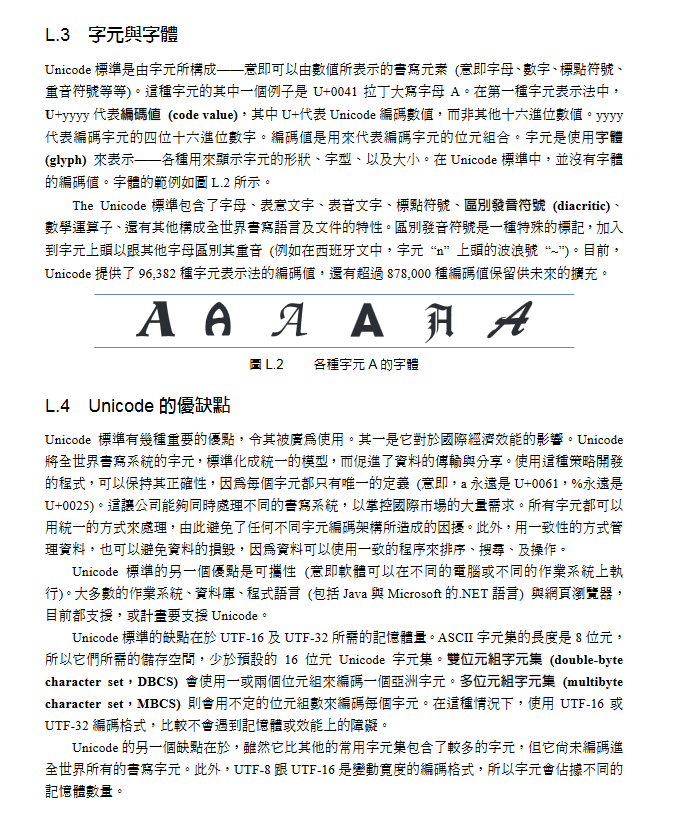 L.3 字元與字體
Unicode 標準是由字元所構成——意即可以由數值所表示的書寫元素 (意即字母、數字、標點符號、
重音符號等等)。這種字元的其中一個例子是 U+0041 拉丁大寫字母 A。在第一種字元表示法中，
U+yyyy 代表編碼值 (code value)，其中 U+代表 Unicode 編碼數值，而非其他十六進位數值。yyyy
代表編碼字元的四位十六進位數字。編碼值是用來代表編碼字元的位元組合。字元是使用字體
(glyph) 來表示——各種用來顯示字元的形狀、字型、以及大小。在 Unicode 標準中，並沒有字體
的編碼值。字體的範例如圖 L.2 所示。
The Unicode 標準包含了字母、表意文字、表音文字、標點符號、區別發音符號 (diacritic)、
數學運算子、還有其他構成全世界書寫語言及文件的特性。區別發音符號是一種特殊的標記，加入
到字元上頭以跟其他字母區別其重音 (例如在西班牙文中，字元 “n” 上頭的波浪號 “~”)。目前，
Unicode 提供了 96,382 種字元表示法的編碼值，還有超過 878,000 種編碼值保留供未來的擴充。
A A A A A A
圖 L.2 各種字元 A 的字體
L.4 Unicode 的優缺點
Unicode 標準有幾種重要的優點，令其被廣為使用。其一是它對於國際經濟效能的影響。Unicode
將全世界書寫系統的字元，標準化成統一的模型，而促進了資料的傳輸與分享。使用這種策略開發
的程式，可以保持其正確性，因為每個字元都只有唯一的定義 (意即，a 永遠是 U+0061，%永遠是
U+0025)。這讓公司能夠同時處理不同的書寫系統，以掌控國際市場的大量需求。所有字元都可以
用統一的方式來處理，由此避免了任何不同字元編碼架構所造成的困擾。此外，用一致性的方式管
理資料，也可以避免資料的損毀，因為資料可以使用一致的程序來排序、搜尋、及操作。
Unicode 標準的另一個優點是可攜性 (意即軟體可以在不同的電腦或不同的作業系統上執
行)。大多數的作業系統、資料庫、程式語言 (包括 Java 與 Microsoft 的.NET 語言) 與網頁瀏覽器，
目前都支援，或計畫要支援 Unicode。
Unicode 標準的缺點在於 UTF-16 及 UTF-32 所需的記憶體量。ASCII 字元集的長度是 8 位元，
所以它們所需的儲存空間，少於預設的 16 位元 Unicode 字元集。雙位元組字元集 (double-byte
character set，DBCS) 會使用一或兩個位元組來編碼一個亞洲字元。多位元組字元集 (multibyte
character set，MBCS) 則會用不定的位元組數來編碼每個字元。在這種情況下，使用 UTF-16 或
UTF-32 編碼格式，比較不會遇到記憶體或效能上的障礙。
Unicode 的另一個缺點在於，雖然它比其他的常用字元集包含了較多的字元，但它尚未編碼進
全世界所有的書寫字元。此外，UTF-8 跟 UTF-16 是變動寬度的編碼格式，所以字元會佔據不同的
記憶體數量。